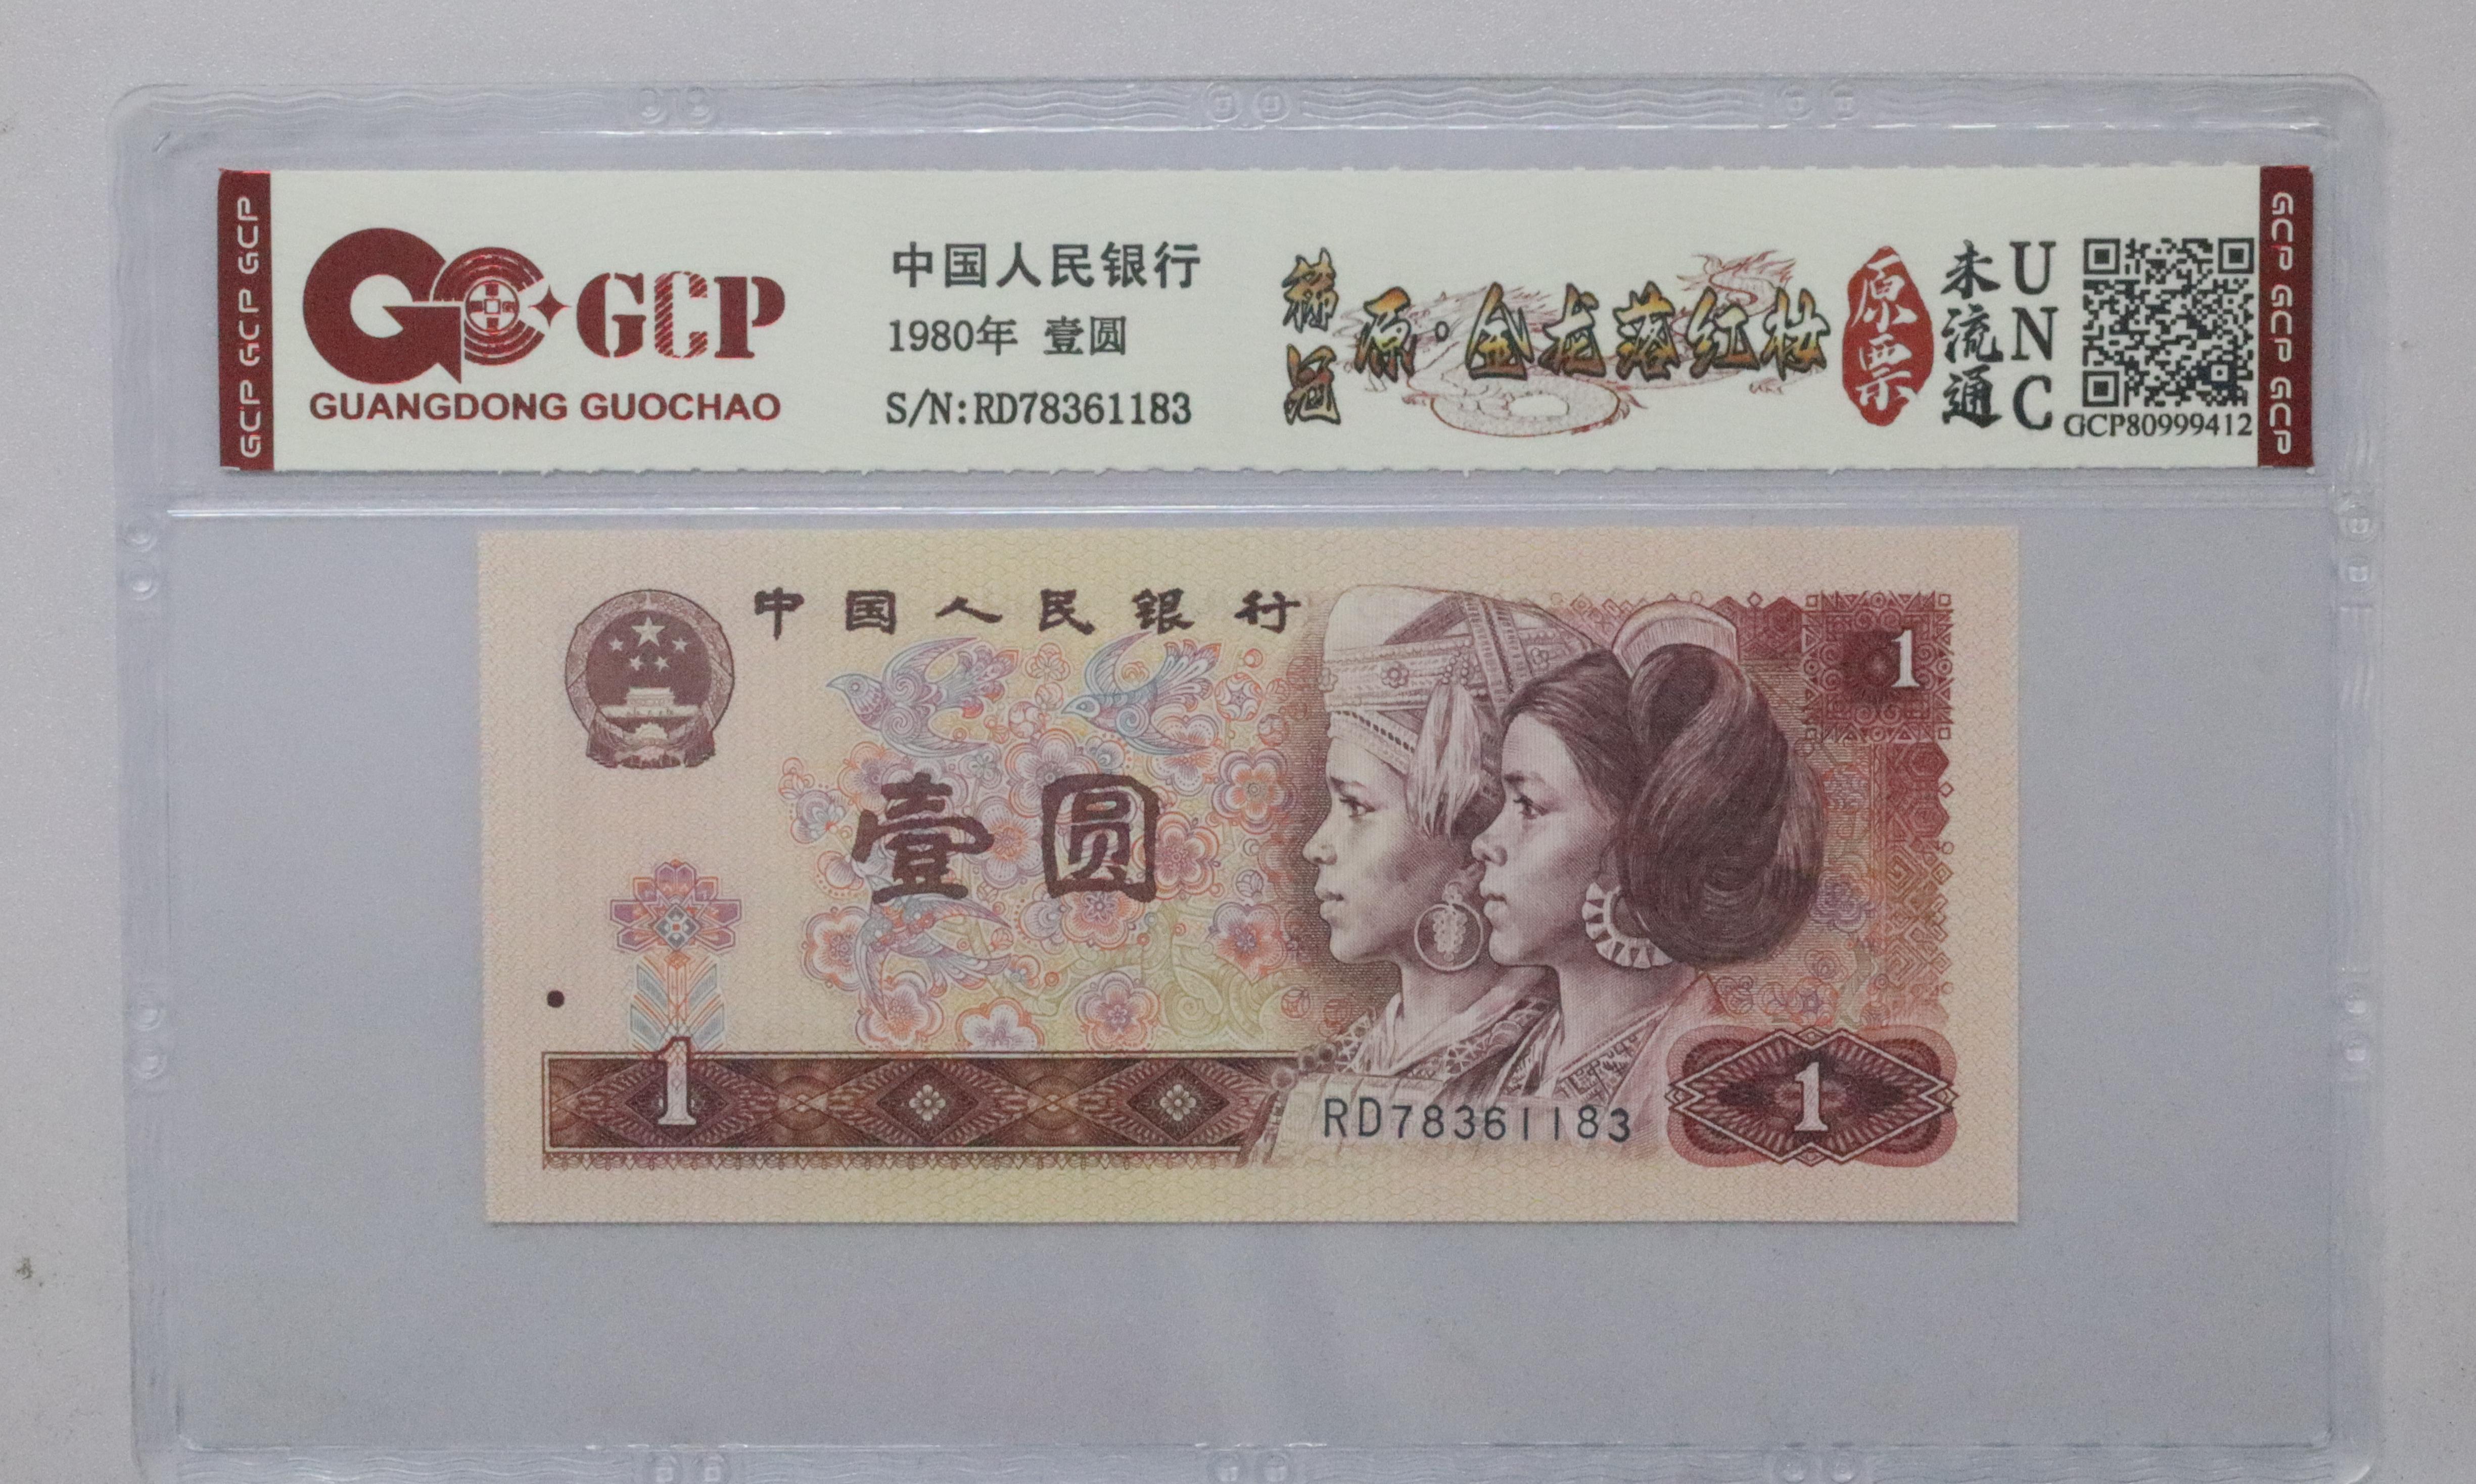 GCP GCP GCP
GCP
GUANGDONG GUOCHAO
中国人民银行
1980年 壹圆
S/N:RD78361183
稀冠
原·金龙落红妆
原票
未流通
UNC
GCP80999412
GCP GCP GCP
中国人民银行
1
壹圆
1
RD78361183
1